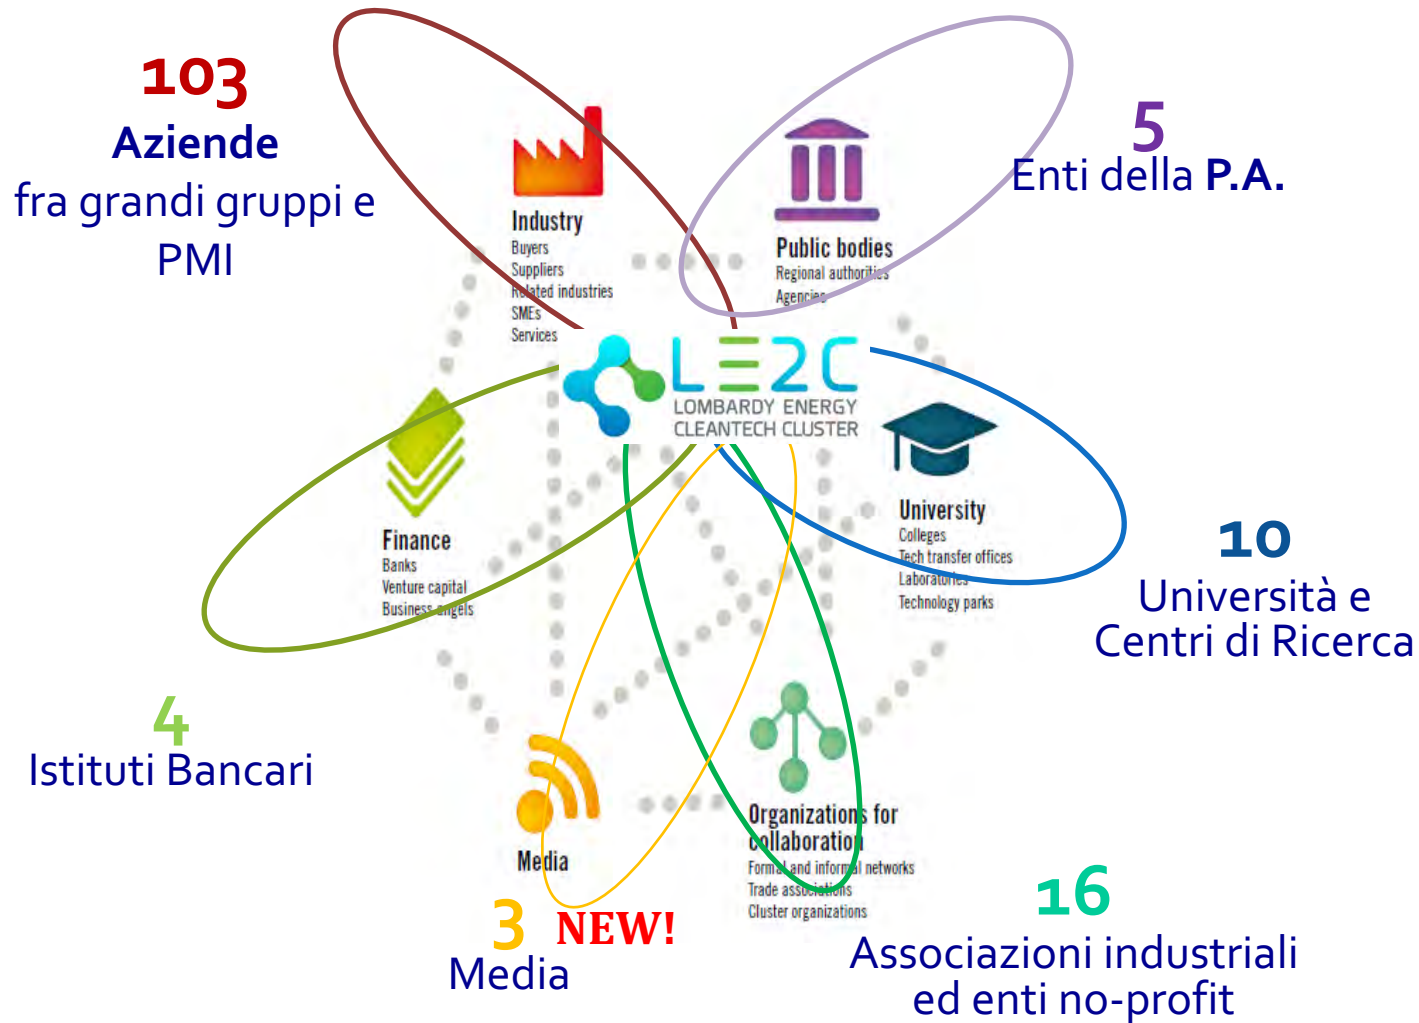 103
Aziende
fra grandi gruppi e
PMI
5
Enti della P.A.
Industry
Buyers
Suppliers
Related industries
SMEs
Services
Public bodies
Regional authorities
Agencies
LE2C
LOMBARDY ENERGY
CLEANTECH CLUSTER
Finance
Banks
Venture capital
Business angels
University
Colleges
Tech transfer offices
Laboratories
Technology parks
10
Università e
Centri di Ricerca
4
Istituti Bancari
Media
Organizations for
collaboration
Formal and informal networks
Trade associations
Cluster organizations
3 NEW!
Media
16
Associazioni industriali
ed enti no-profit